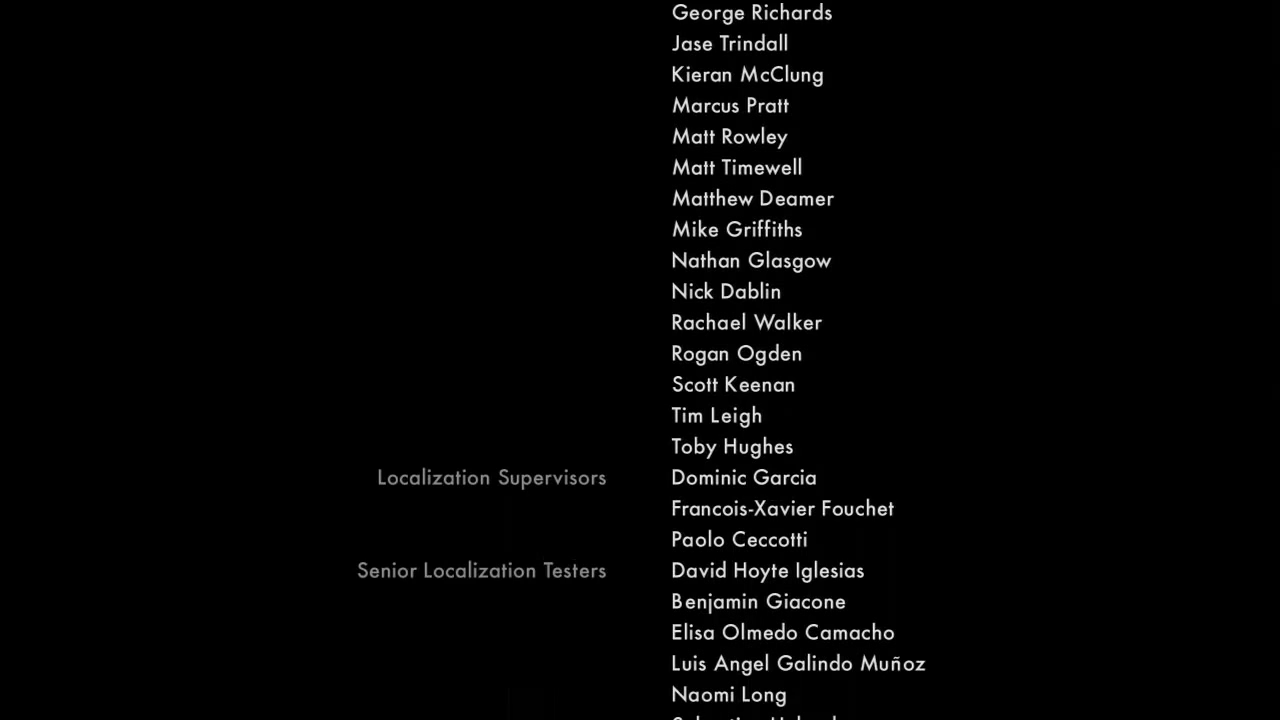 George Richards
Jase Trindall
Kieran McClung
Marcus Pratt
Matt Rowley
Matt Timewell
Matthew Deamer
Mike Griffiths
Nathan Glasgow
Nick Dablin
Rachael Walker
Rogan Ogden
Scott Keenan
Tim Leigh
Toby Hughes
Localization Supervisors Dominic Garcia
Francois-Xavier Fouchet
Paolo Ceccotti
Senior Localization Testers David Hoyte Iglesias
Benjamin Giacone
Elisa Olmedo Camacho
Luis Angel Galindo Muñoz
Naomi Long